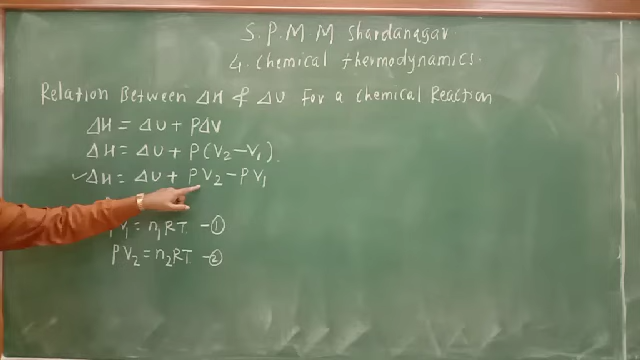 S.P.M M Shardanagar
4. Chemical thermodynamics.
Relation Between ΔH & ΔU For a Chemical Reaction
ΔH = ΔU + PΔV
ΔH = ΔU + P(V₂ – V₁).
✓ΔH = ΔU + PV₂ – PV₁
PV₁ = n₁RT –①
PV₂ = n₂RT –②